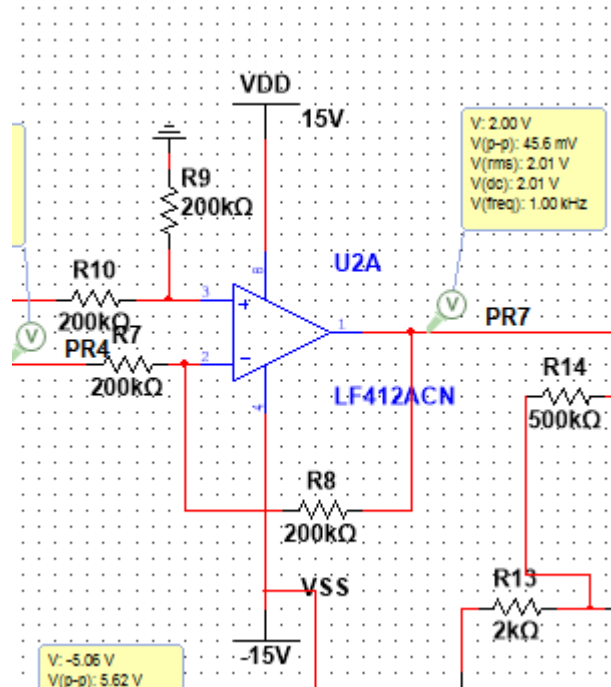 VDD
15V
V: 2.00 V
V(p-p): 45.6 mV
V(rms): 2.01 V
V(dc): 2.01 V
V(freq): 1.00 kHz
R9
200kΩ
8
U2A
R10
200kΩ
3
+
1
V
PR7
V
PR4
R7
200kΩ
2
−
4
LF412ACN
R14
500kΩ
R8
200kΩ
R13
2kΩ
VSS
-15V
V: -5.06 V
V(p-p): 5.62 V